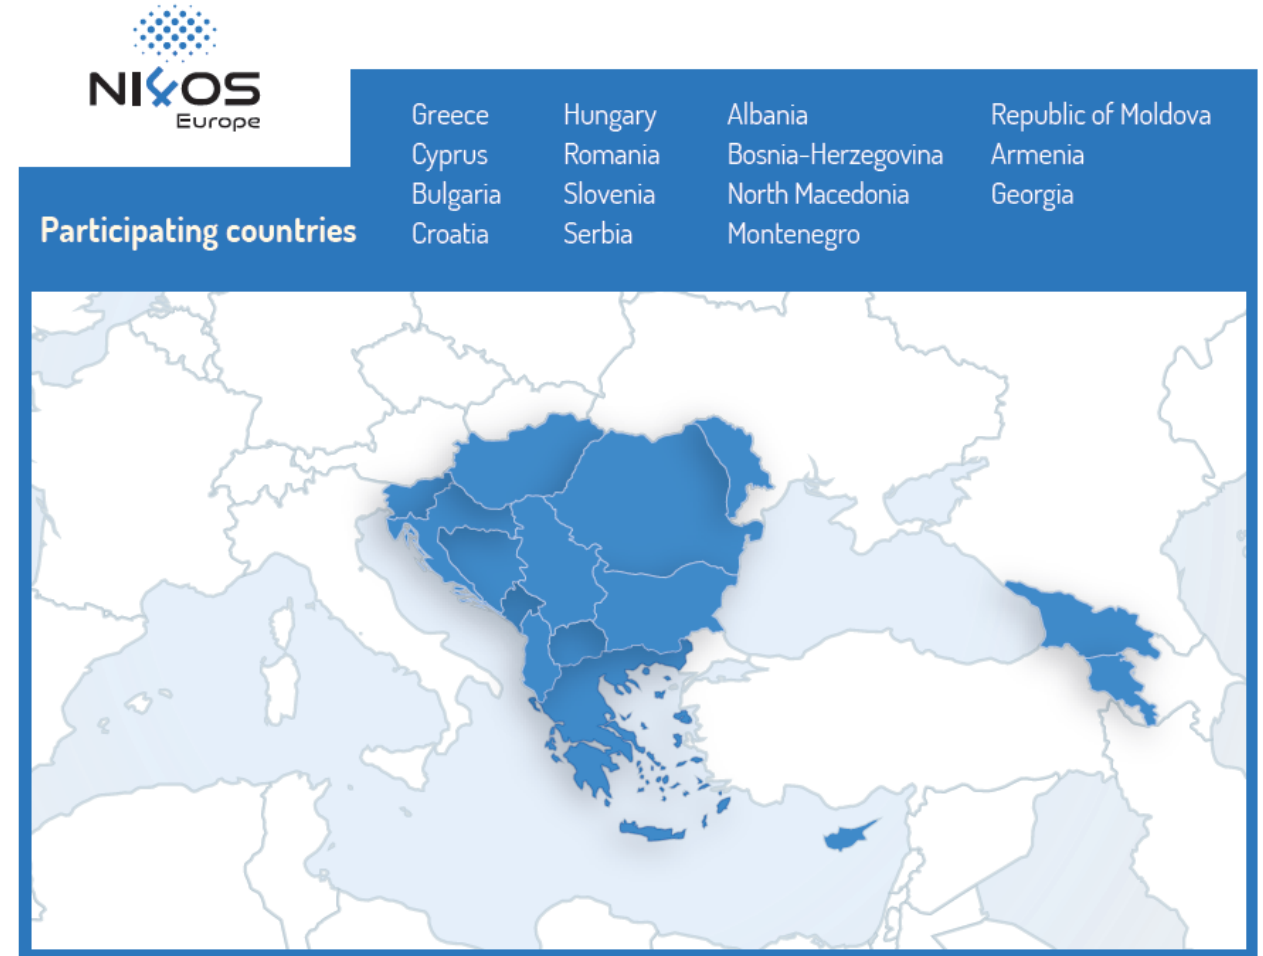 NI4OS
Europe
Participating countries
Greece
Cyprus
Bulgaria
Croatia
Hungary
Romania
Slovenia
Serbia
Albania
Bosnia-Herzegovina
North Macedonia
Montenegro
Republic of Moldova
Armenia
Georgia